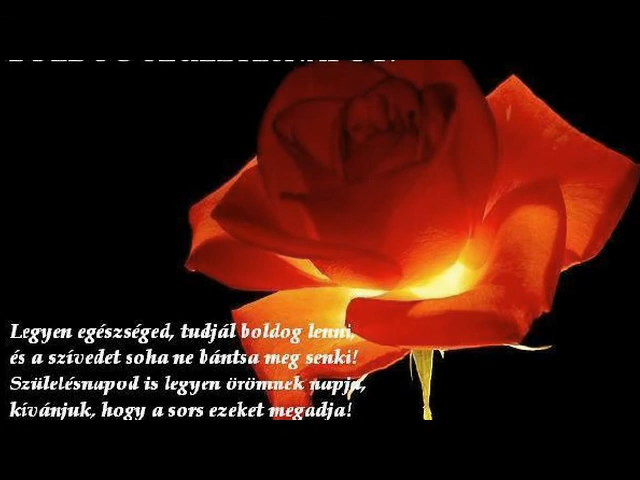 Legyen egészséged, tudjál boldog lenni,
és a szívedet soha ne bántsa meg senki!
Születésnapod is legyen örömnek napja,
kívánjuk, hogy a sors ezeket megadja!